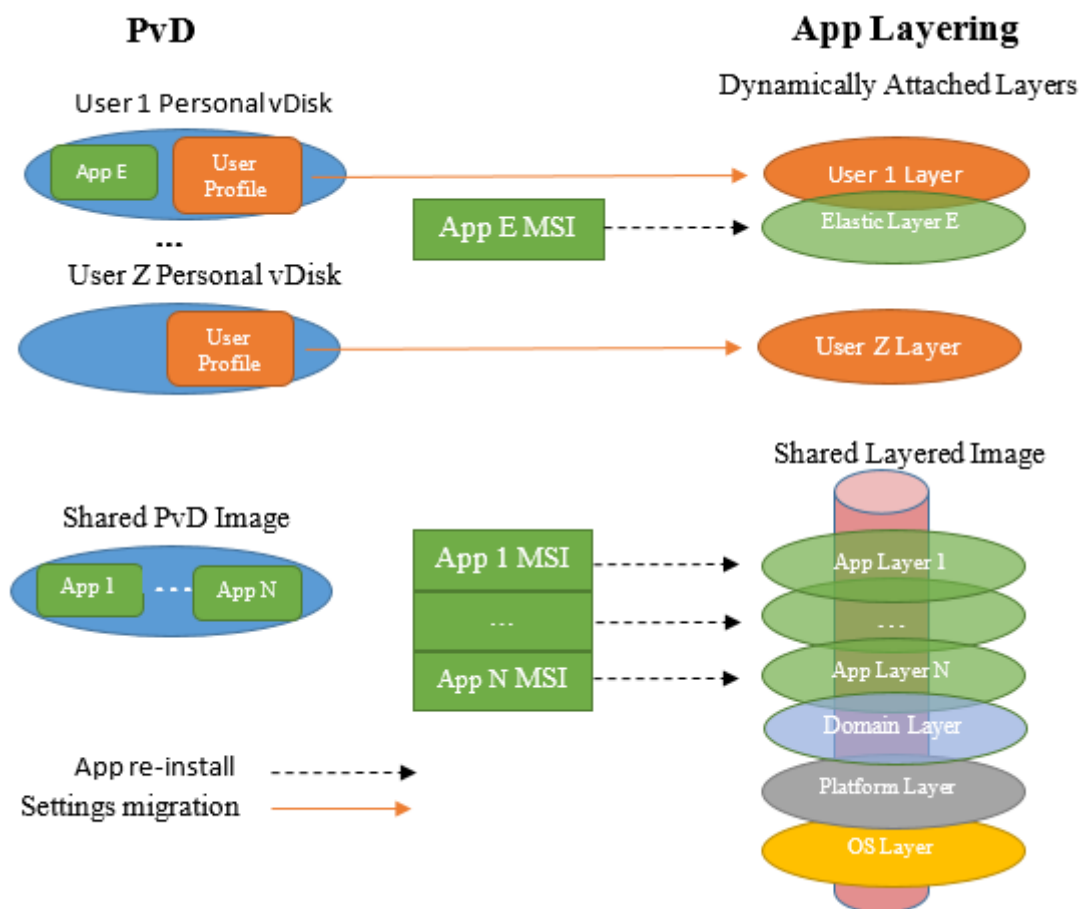 PvD
App Layering
Dynamically Attached Layers
User 1 Personal vDisk
App E
User
Profile
User 1 Layer
App E MSI
Elastic Layer E
...
User Z Personal vDisk
User
Profile
User Z Layer
Shared Layered Image
Shared PvD Image
App 1
...
App N
App 1 MSI
App Layer 1
...
...
App N MSI
App Layer N
Domain Layer
App re-install
Platform Layer
Settings migration
OS Layer